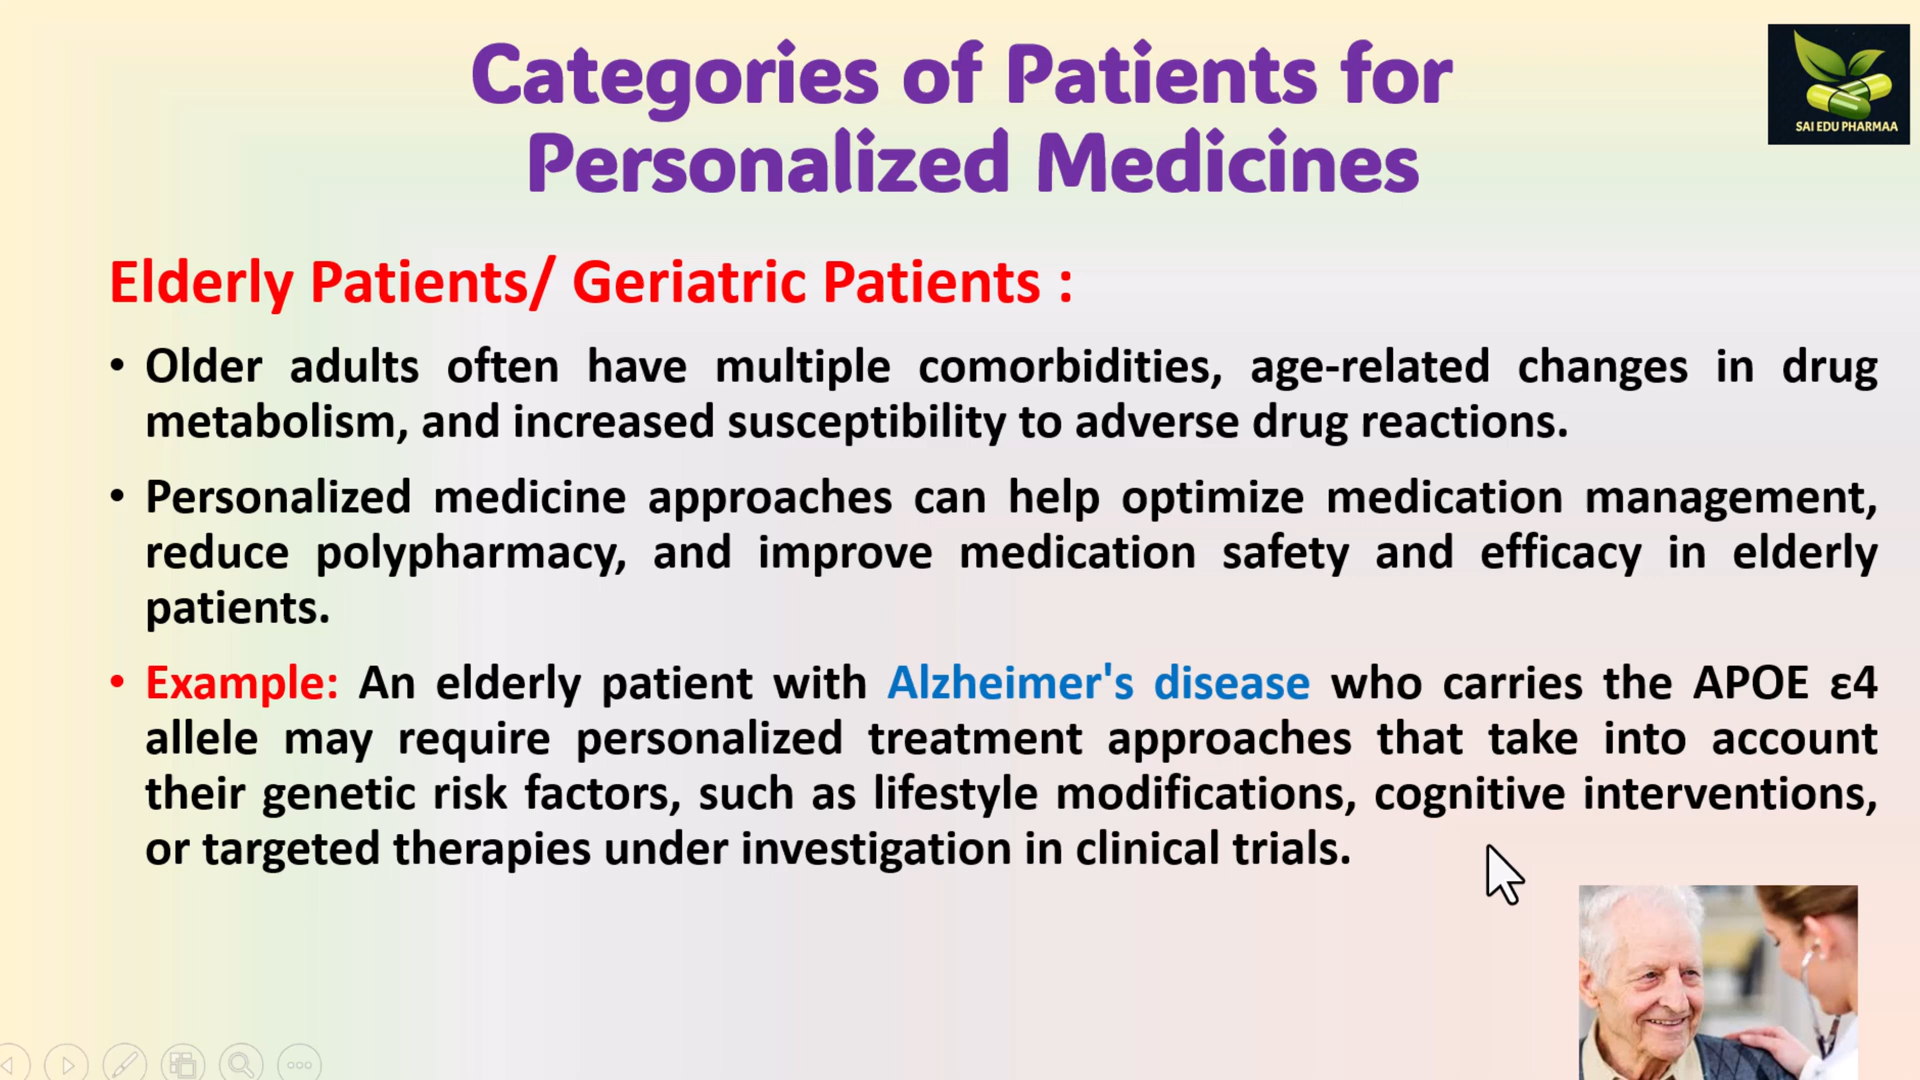 Categories of Patients for
Personalized Medicines
SAI EDU PHARMAA
Elderly Patients/ Geriatric Patients :
• Older adults often have multiple comorbidities, age-related changes in drug
metabolism, and increased susceptibility to adverse drug reactions.
• Personalized medicine approaches can help optimize medication management,
reduce polypharmacy, and improve medication safety and efficacy in elderly
patients.
• Example: An elderly patient with Alzheimer's disease who carries the APOE ε4
allele may require personalized treatment approaches that take into account
their genetic risk factors, such as lifestyle modifications, cognitive interventions,
or targeted therapies under investigation in clinical trials.